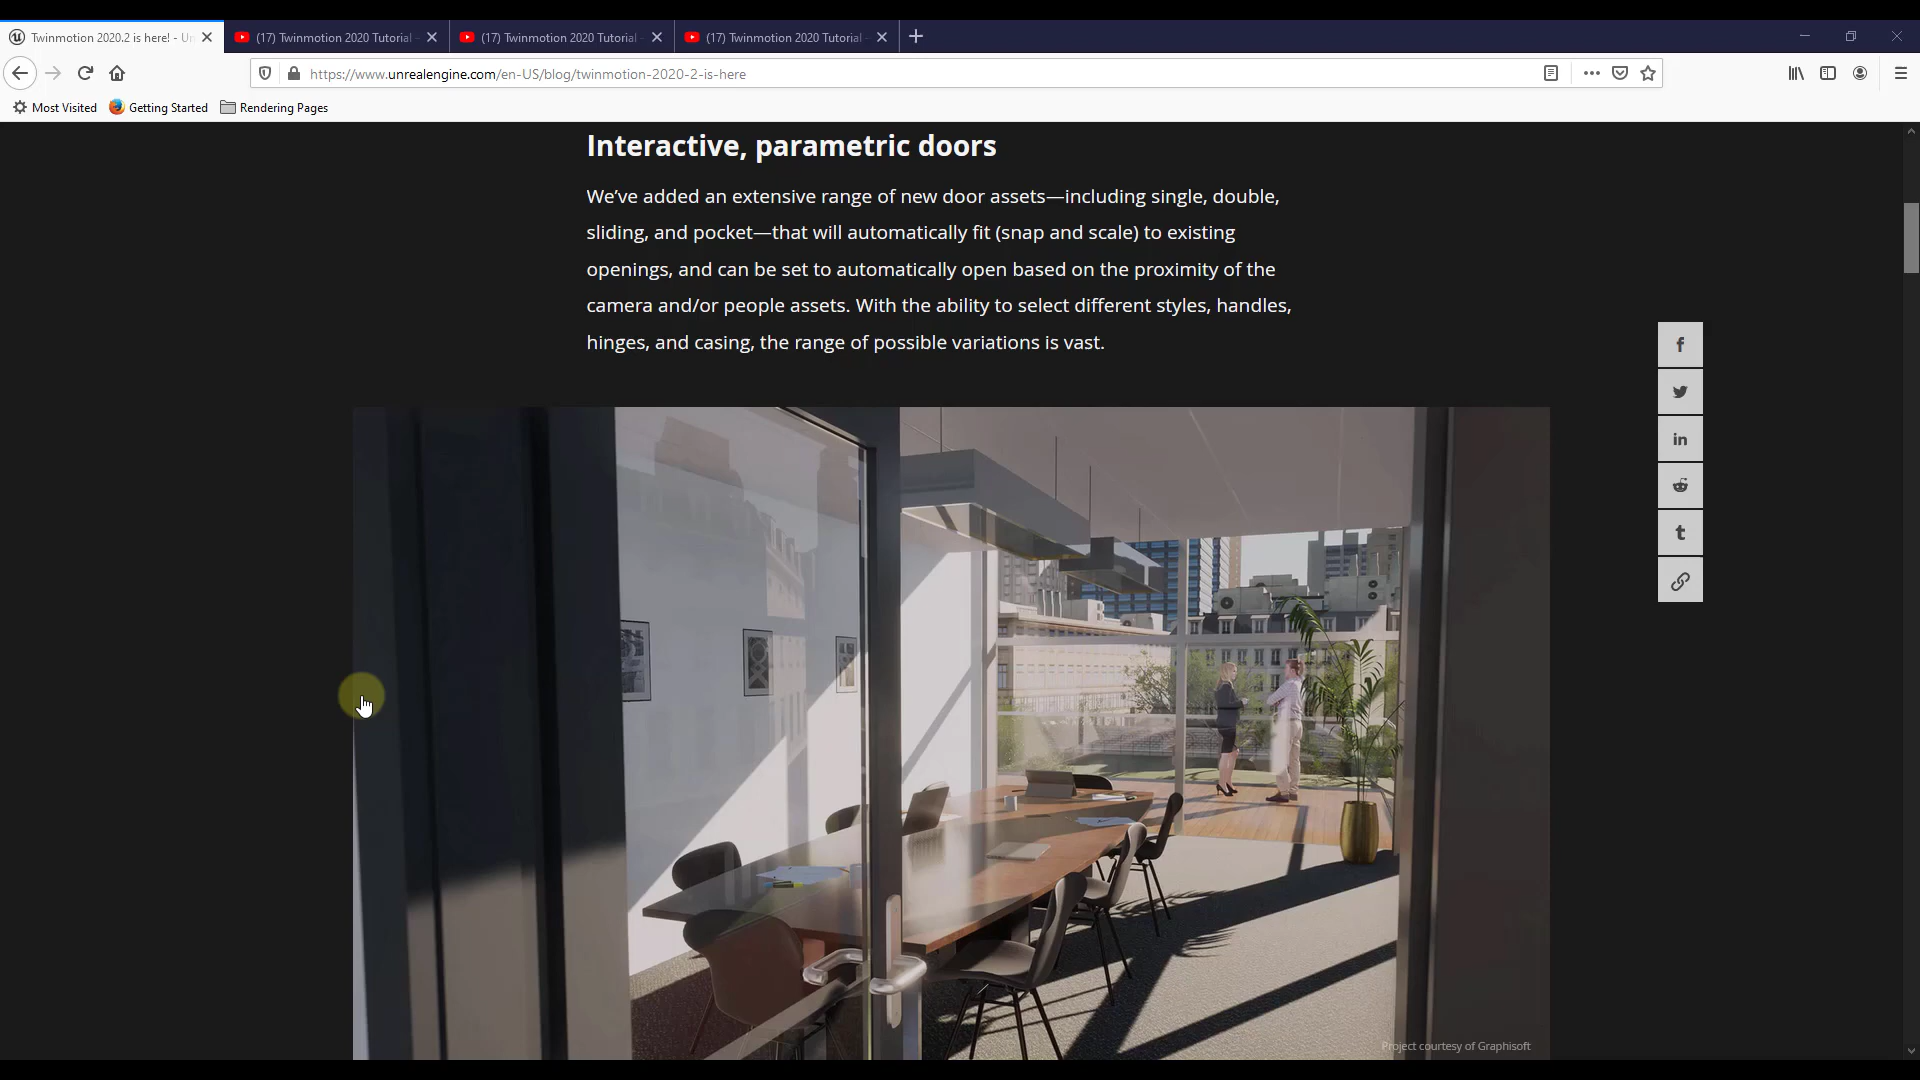 Twinmotion 2020.2 is here! - Un
(17) Twinmotion 2020 Tutorial -
(17) Twinmotion 2020 Tutorial -
(17) Twinmotion 2020 Tutorial -
https://www.unrealengine.com/en-US/blog/twinmotion-2020-2-is-here
Most Visited
Getting Started
Rendering Pages
Interactive, parametric doors
We’ve added an extensive range of new door assets—including single, double,
sliding, and pocket—that will automatically fit (snap and scale) to existing
openings, and can be set to automatically open based on the proximity of the
camera and/or people assets. With the ability to select different styles, handles,
hinges, and casing, the range of possible variations is vast.
f
in
t
Project courtesy of Graphisoft